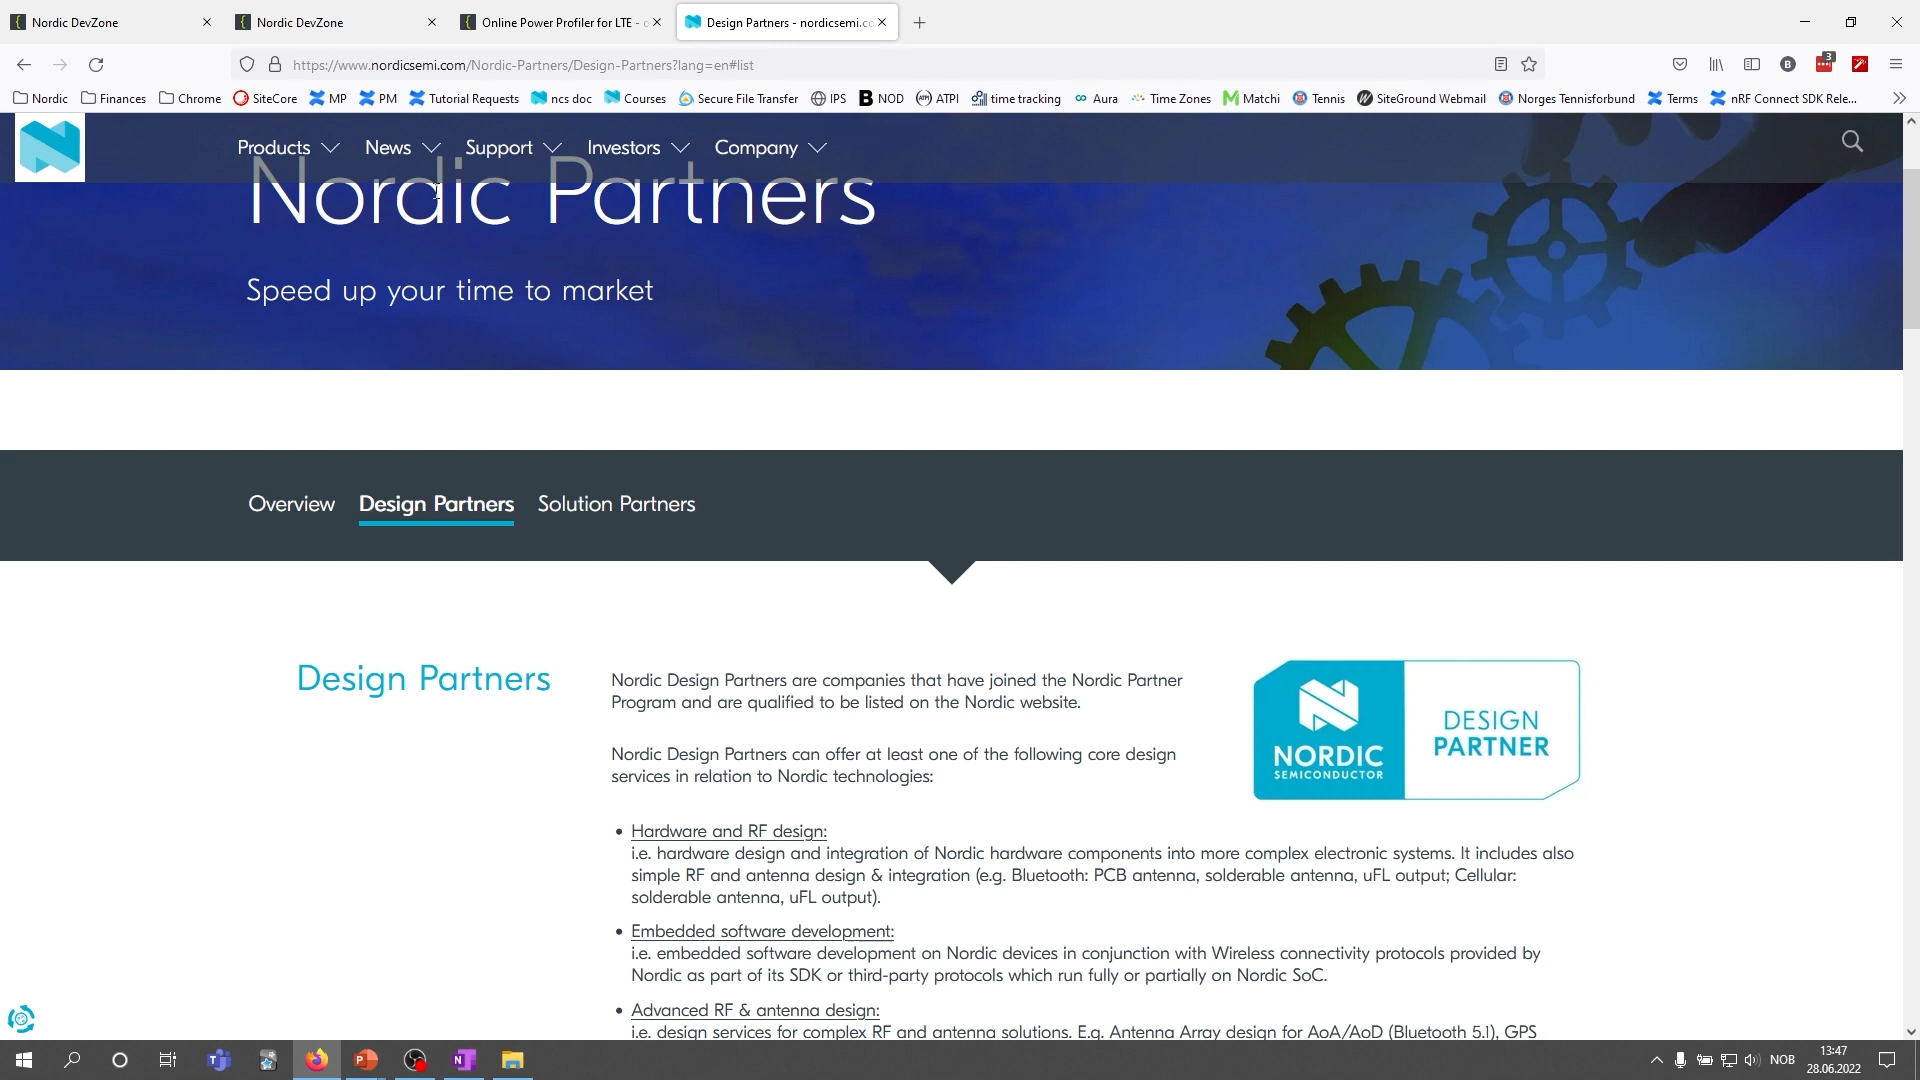 Nordic DevZone
Nordic DevZone
Online Power Profiler for LTE -
Design Partners - nordicsemi.co
https://www.nordicsemi.com/Nordic-Partners/Design-Partners?lang=en#list
3
B
Nordic
Finances
Chrome
SiteCore
MP
PM
Tutorial Requests
ncs doc
Courses
Secure File Transfer
IPS
NOD
ATPI
time tracking
Aura
Time Zones
Matchi
Tennis
SiteGround Webmail
Norges Tennisforbund
Terms
nRF Connect SDK Rele...
Products
News
Support
Investors
Company
Nordic Partners
Speed up your time to market
Overview
Design Partners
Solution Partners
Design Partners
Nordic Design Partners are companies that have joined the Nordic Partner
Program and are qualified to be listed on the Nordic website.
Nordic Design Partners can offer at least one of the following core design
services in relation to Nordic technologies:
NORDIC
SEMICONDUCTOR
DESIGN
PARTNER
• Hardware and RF design:
i.e. hardware design and integration of Nordic hardware components into more complex electronic systems. It includes also
simple RF and antenna design & integration (e.g. Bluetooth: PCB antenna, solderable antenna, uFL output; Cellular:
solderable antenna, uFL output).
• Embedded software development:
i.e. embedded software development on Nordic devices in conjunction with Wireless connectivity protocols provided by
Nordic as part of its SDK or third-party protocols which run fully or partially on Nordic SoC.
• Advanced RF & antenna design:
i.e. design services for complex RF and antenna solutions. E.g. Antenna Array design for AoA/AoD (Bluetooth 5.1), GPS
NOB
13:47
28.06.2022